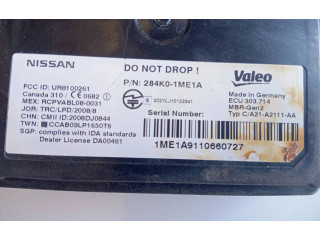 NISSAN
DO NOT DROP !
Valeo
P/N: 284K0-1ME1A
FCC ID: UR8100261
Canada 310 / CE 0682 !
MEX: RCPVABL08-0031
JOR: TRC/LPD/2008/8
CHN: CMII ID:2008DJ0844
TWN: CCAB09LP1650T6
SGP: complies with IDA standards
Dealer License DA00461
202YLJ10123941
Made in Germany
ECU 303.714
MBR-Gen2
Typ C/A21-A2111-AA
Serial Number:
1ME1A9110660727